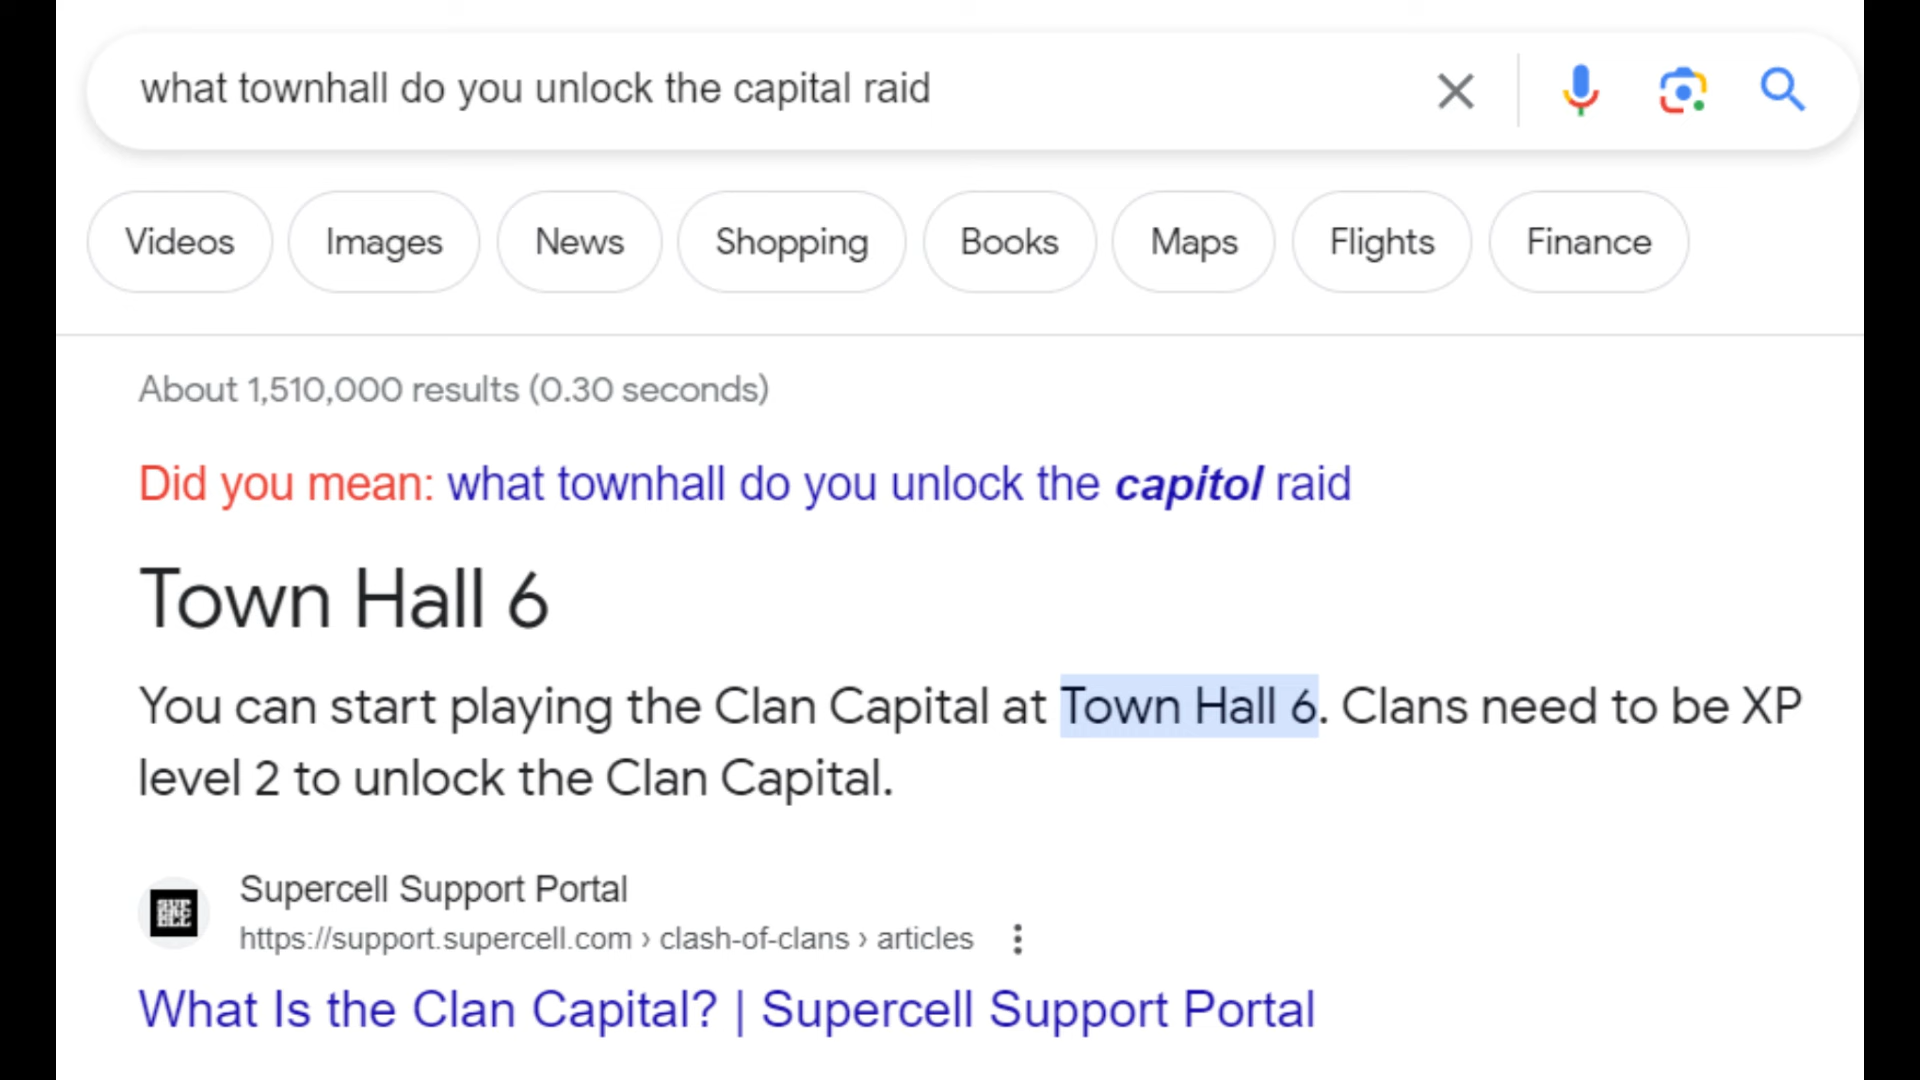 what townhall do you unlock the capital raid
Videos Images News Shopping Books Maps Flights Finance
About 1,510,000 results (0.30 seconds)
Did you mean: what townhall do you unlock the capitol raid
Town Hall 6
You can start playing the Clan Capital at Town Hall 6. Clans need to be XP
level 2 to unlock the Clan Capital.
SUP
ERC
ELL
Supercell Support Portal
https://support.supercell.com › clash-of-clans › articles
What Is the Clan Capital? | Supercell Support Portal